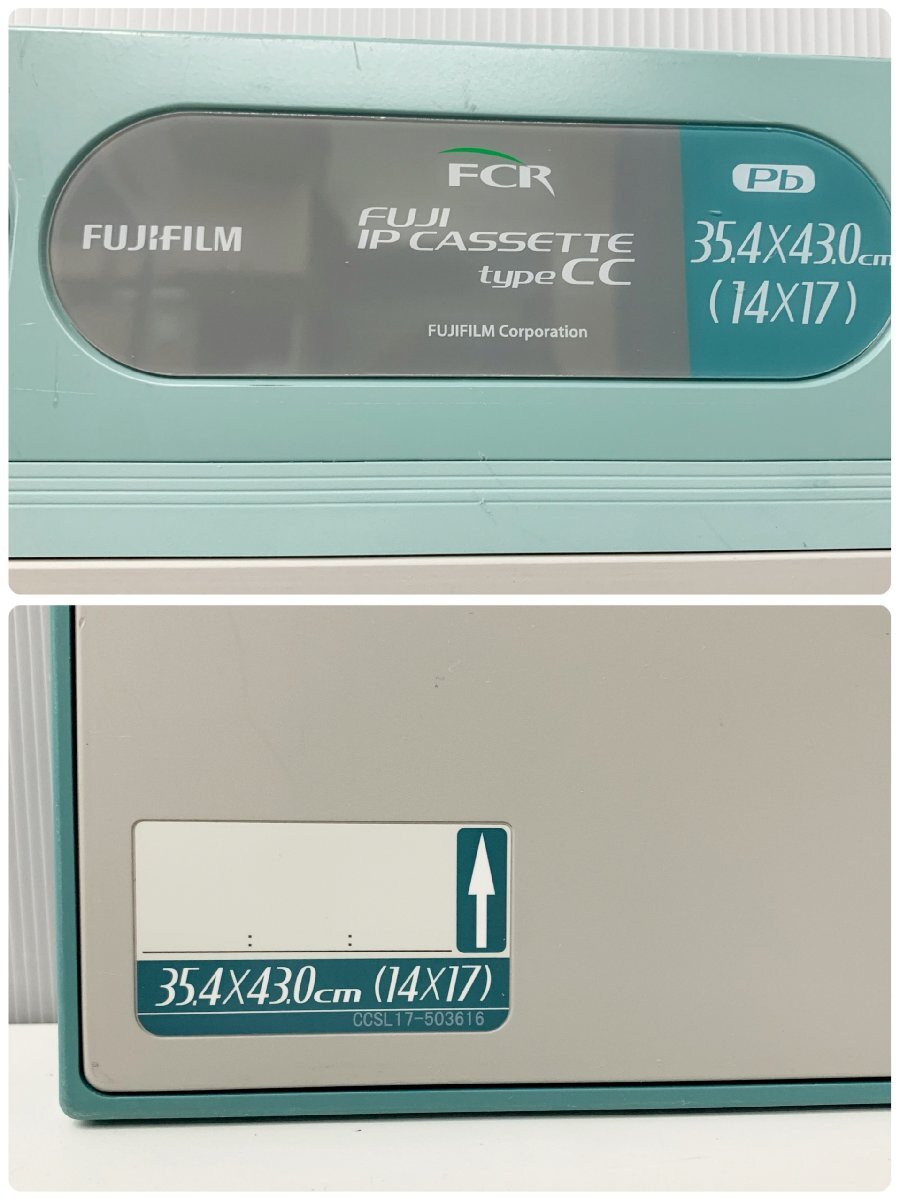 FUJIFILM
FCR
FUJI
IP CASSETTE
type CC
FUJIFILM Corporation
Pb
35.4X43.0cm
(14X17)
35.4X43.0cm (14X17)
CCSL17-503616